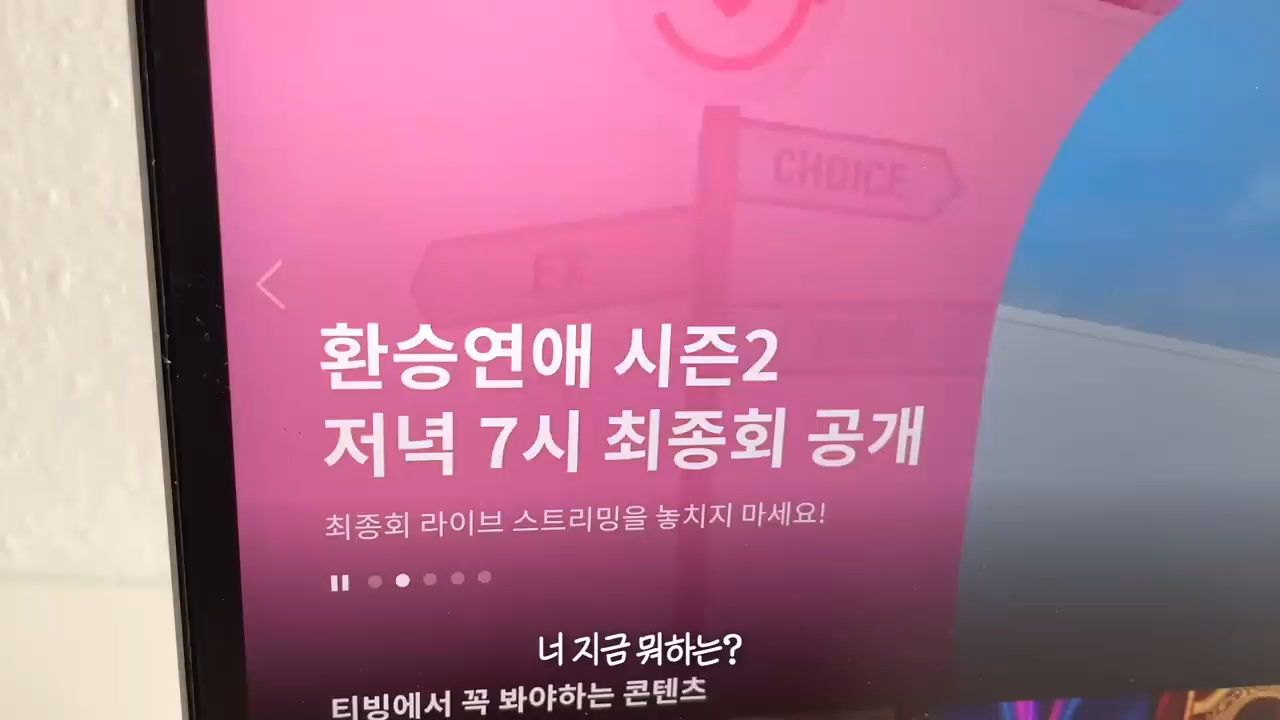 CHOICE
EX
환승연애 시즌2
저녁 7시 최종회 공개
최종회 라이브 스트리밍을 놓치지 마세요!
너 지금 뭐하는?
티빙에서 꼭 봐야하는 콘텐츠